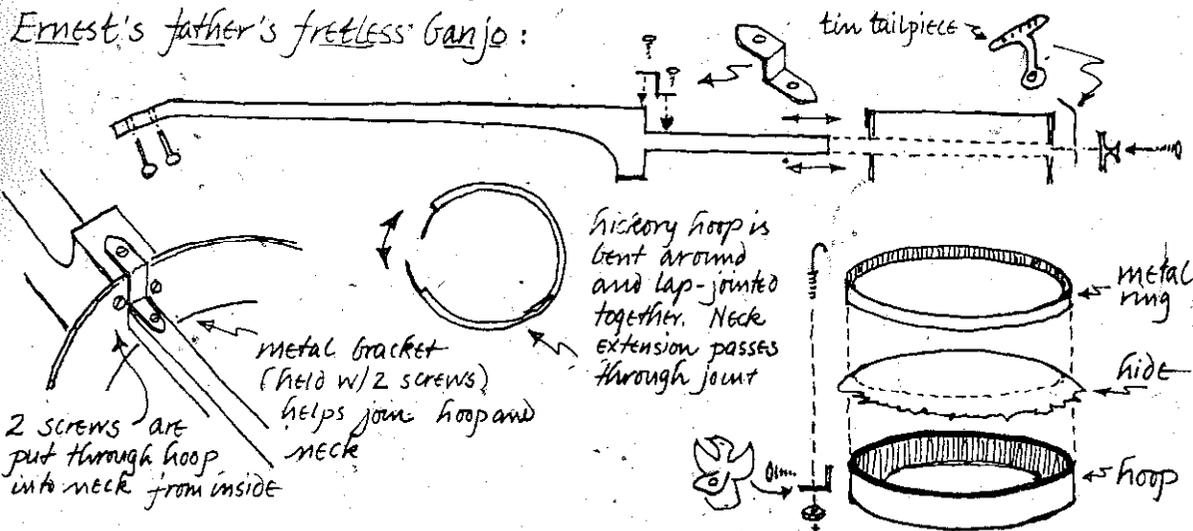 Ernest's father's fretless banjo:
tin tailpiece
hickory hoop is
bent around
and lap-jointed
together. Neck
extension passes
through joint
metal
ring
hide
hoop
metal bracket
(held w/2 screws)
helps join hoop and
neck
2 screws are
put through hoop
into neck from inside